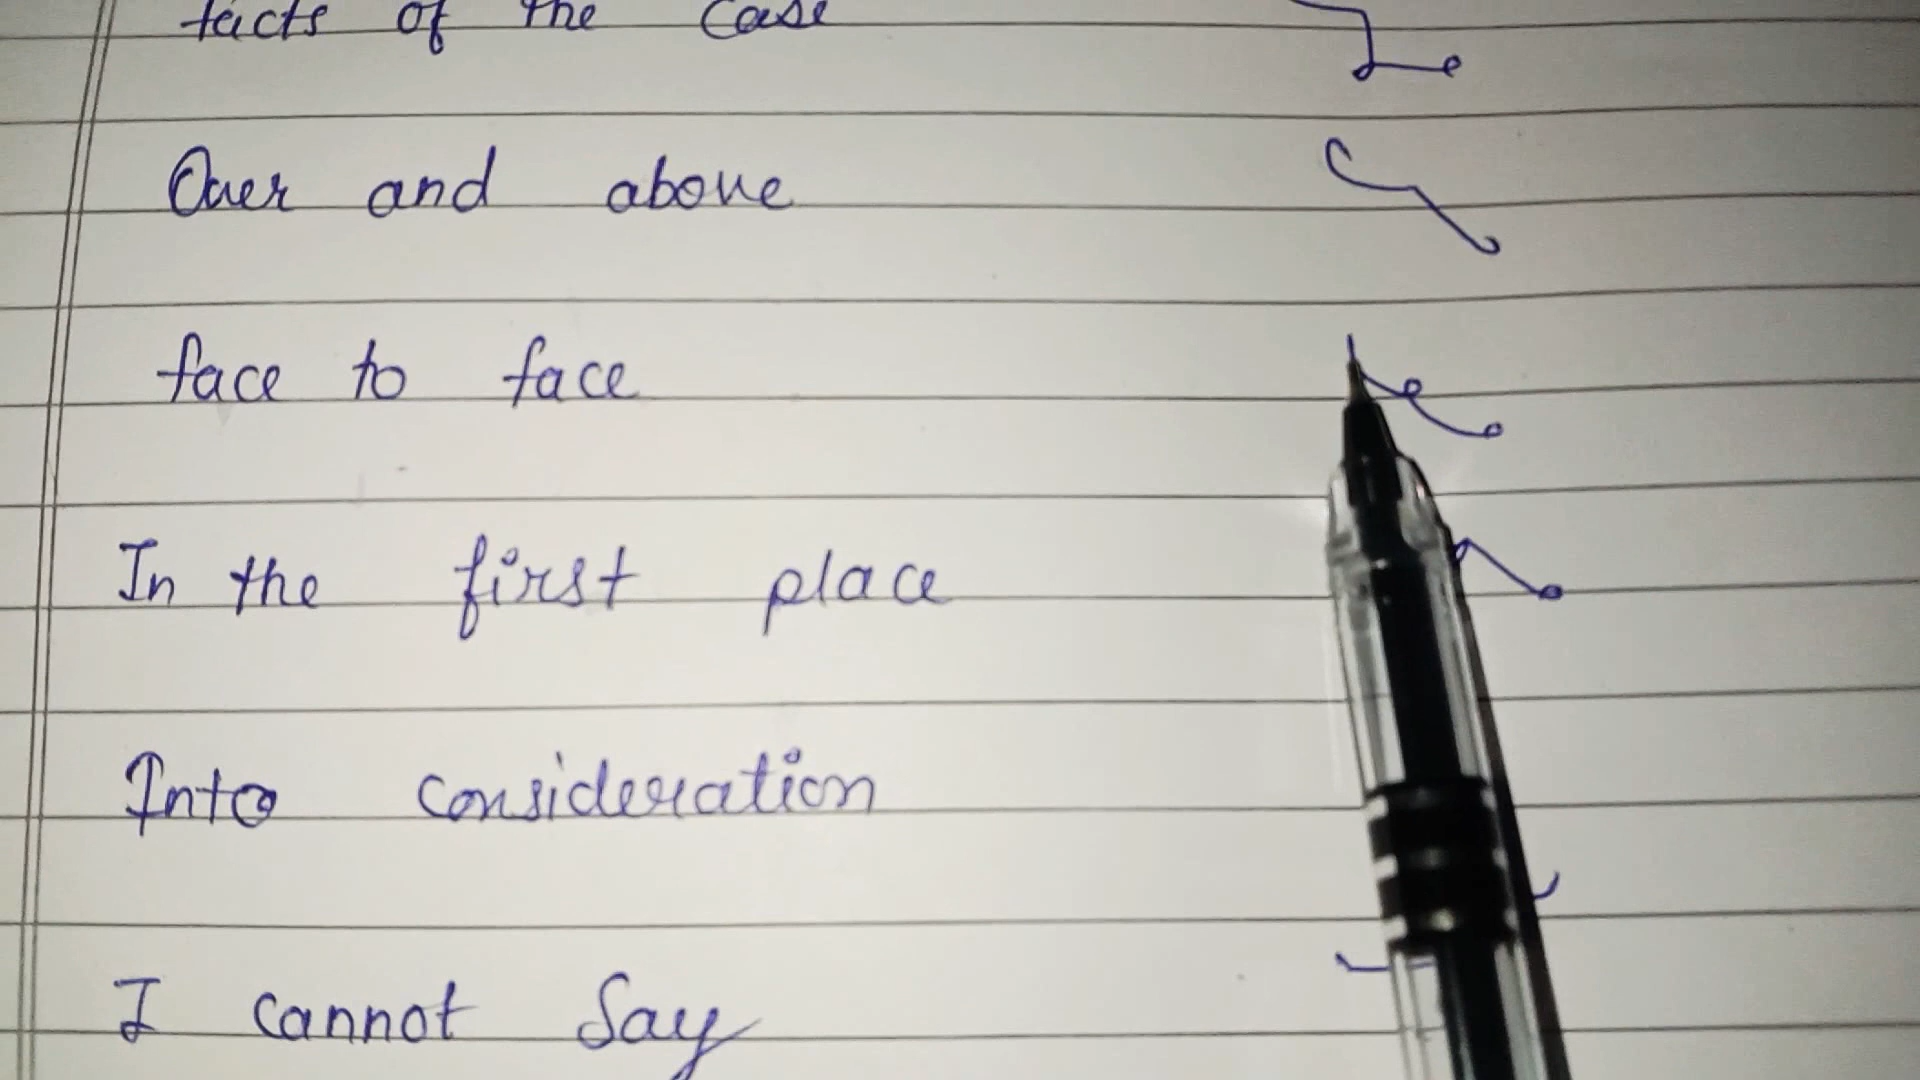 facts of the case
Over and above
face to face
In the first place
Into consideration
I cannot say